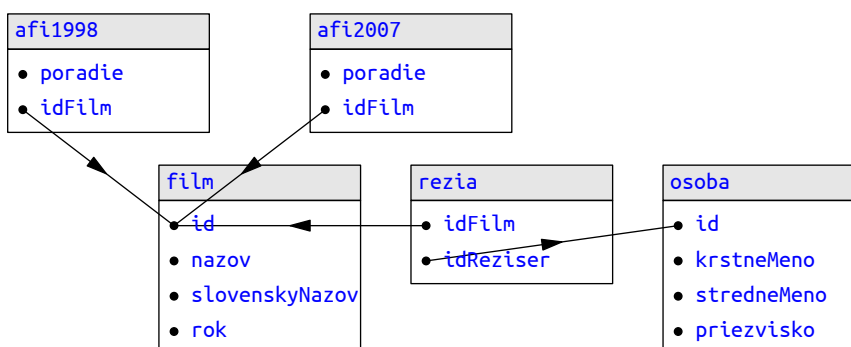 afi1998
poradie
idFilm
afi2007
poradie
idFilm
film
id
nazov
slovenskyNazov
rok
rezia
idFilm
idReziser
osoba
id
krstneMeno
stredneMeno
priezvisko